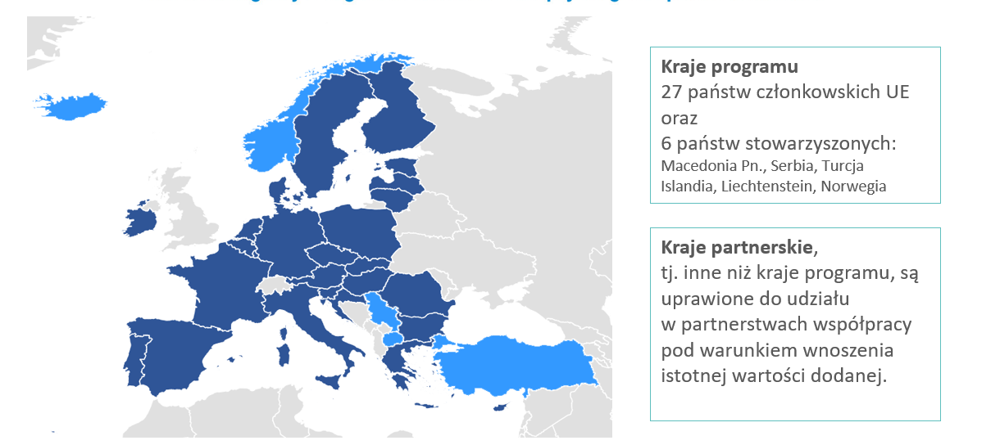 Kraje programu
27 państw członkowskich UE
oraz
6 państw stowarzyszonych:
Macedonia Pn., Serbia, Turcja
Islandia, Liechtenstein, Norwegia
Kraje partnerskie,
tj. inne niż kraje programu, są
uprawione do udziału
w partnerstwach współpracy
pod warunkiem wnoszenia
istotnej wartości dodanej.